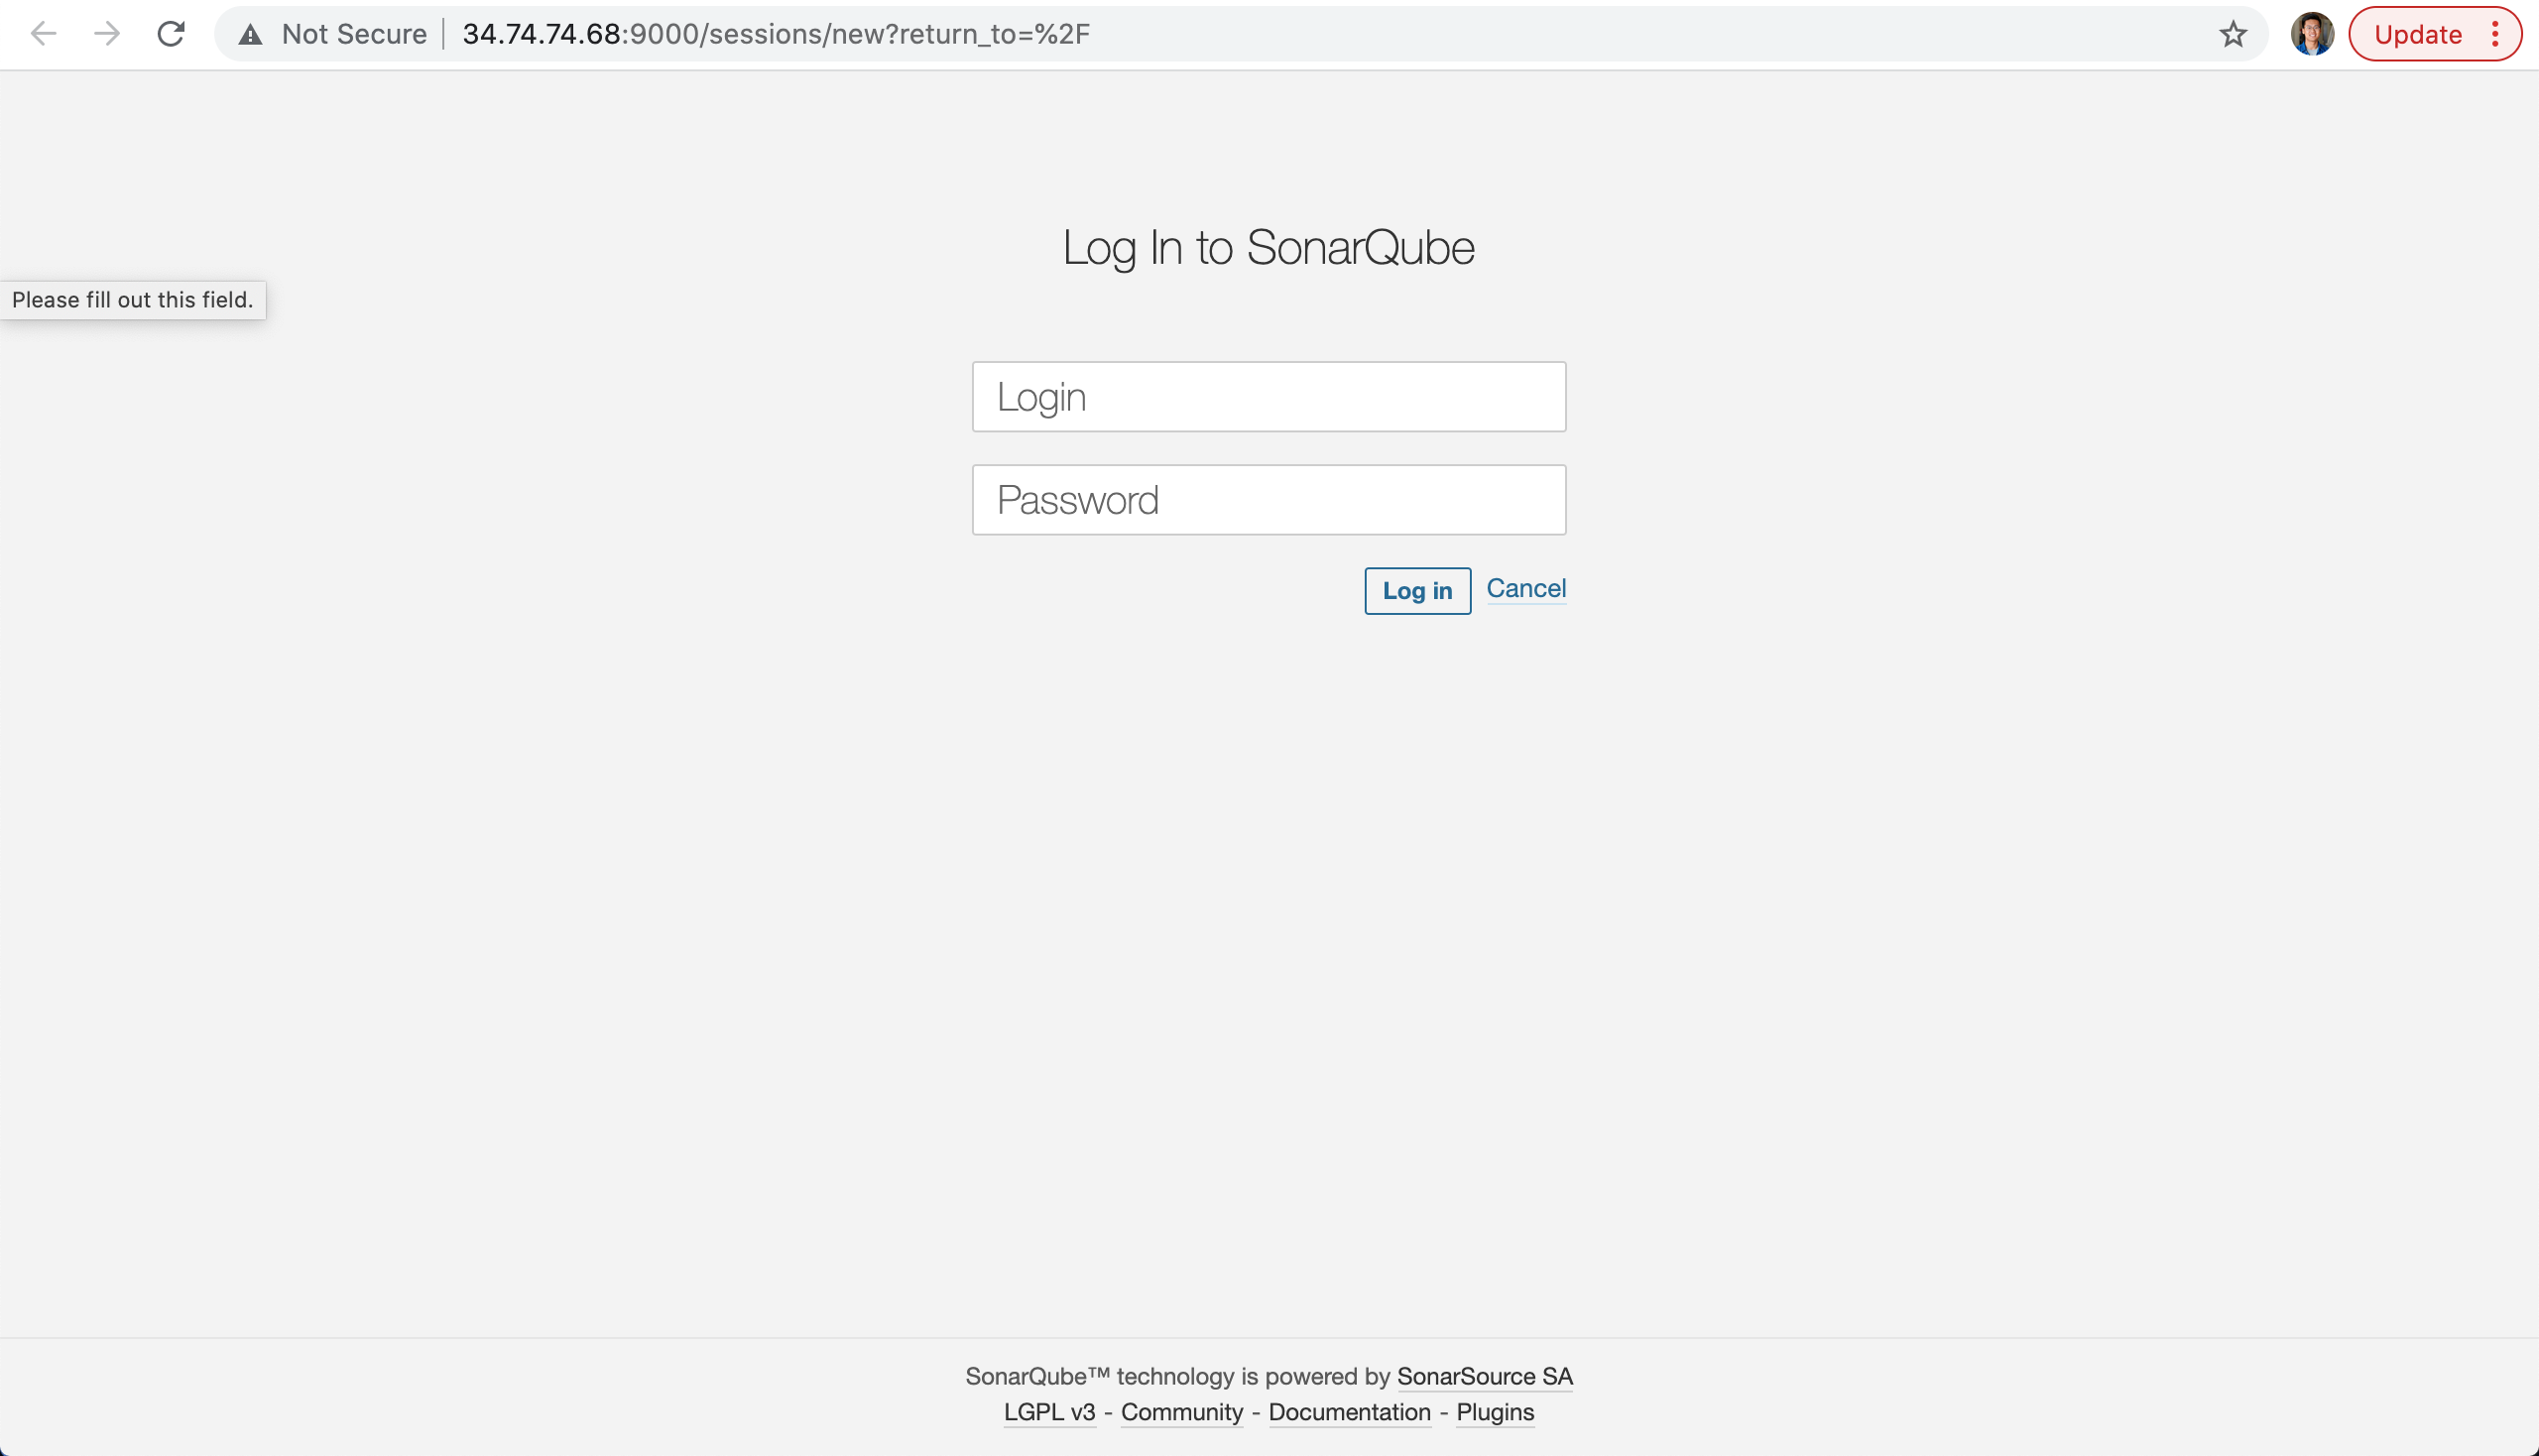 Not Secure 34.74.74.68:9000/sessions/new?return_to=%2F Update
Log In to SonarQube
Please fill out this field.
Login
Password
Log in Cancel
SonarQube™ technology is powered by SonarSource SA
LGPL v3 - Community - Documentation - Plugins